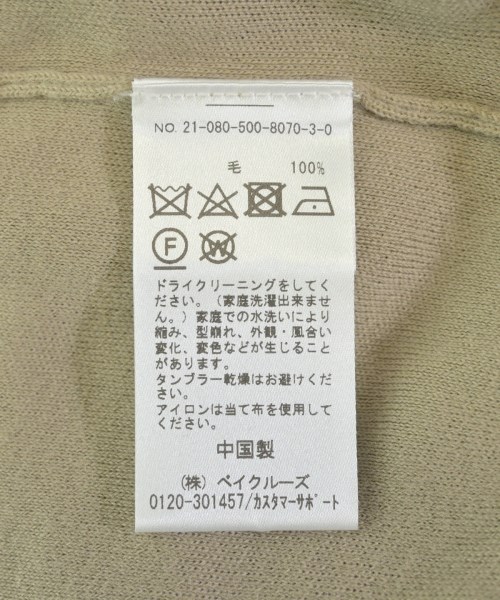 NO. 21-080-500-8070-3-0
毛 100%
F W
ドライクリーニングをしてく
ださい。（家庭洗濯出来ませ
ん。）家庭での水洗いにより
縮み、型崩れ、外観・風合い
変化、変色などが生じること
があります。
タンブラー乾燥はお避けくだ
さい。
アイロンは当て布を使用して
ください。
中国製
（株）ベイクルーズ
0120-301457/ｶｽﾀﾏｰｻﾎﾟｰﾄ